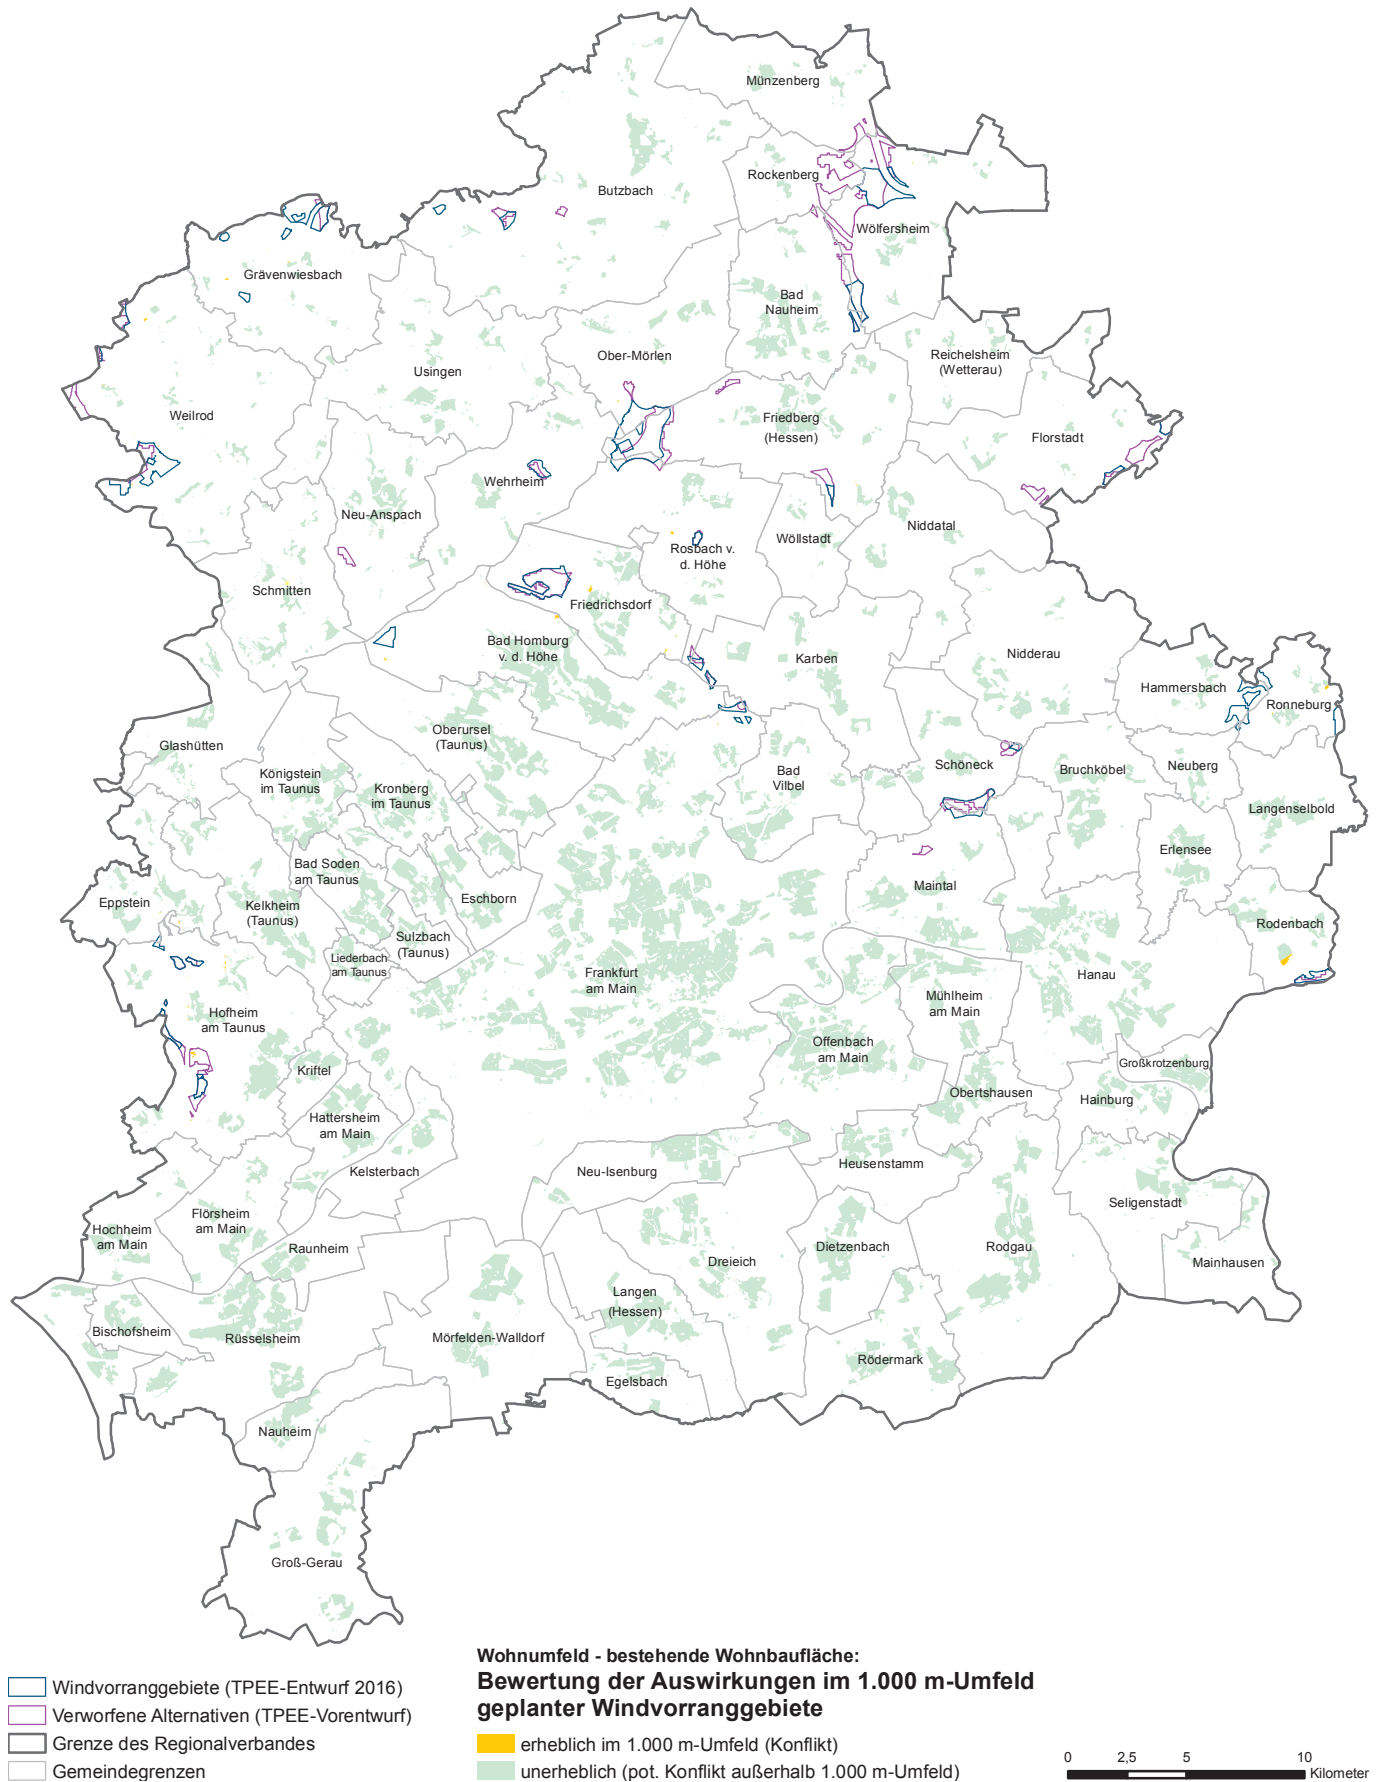 Münzenberg
Rockenberg
Butzbach
Wölfersheim
Grävenwiesbach
Bad
Nauheim
Ober-Mörlen
Reichelsheim
(Wetterau)
Usingen
Weilrod
Friedberg
(Hessen)
Florstadt
Wehrheim
Neu-Anspach
Niddatal
Wöllstadt
Rosbach v.
d. Höhe
Schmitten
Friedrichsdorf
Bad Homburg
v. d. Höhe
Karben
Nidderau
Hammersbach
Ronneburg
Glashütten
Oberursel
(Taunus)
Königstein
im Taunus
Kronberg
im Taunus
Bad
Vilbel
Schöneck
Bruchköbel
Neuberg
Langenselbold
Erlensee
Bad Soden
am Taunus
Maintal
Eppstein
Kelkheim
(Taunus)
Eschborn
Rodenbach
Sulzbach
(Taunus)
Liederbach
am Taunus
Frankfurt
am Main
Hanau
Mühlheim
am Main
Hofheim
am Taunus
Offenbach
am Main
Kriftel
Großkrotzenburg
Obertshausen
Hainburg
Hattersheim
am Main
Kelsterbach
Neu-Isenburg
Heusenstamm
Seligenstadt
Flörsheim
am Main
Hochheim
am Main
Raunheim
Dietzenbach
Rodgau
Dreieich
Mainhausen
Langen
(Hessen)
Bischofsheim
Rüsselsheim
Mörfelden-Walldorf
Rödermark
Egelsbach
Nauheim
Groß-Gerau
Windvorranggebiete (TPEE-Entwurf 2016)
Verworfene Alternativen (TPEE-Vorentwurf)
Grenze des Regionalverbandes
Gemeindegrenzen
Wohnumfeld - bestehende Wohnbaufläche:
Bewertung der Auswirkungen im 1.000 m-Umfeld
geplanter Windvorranggebiete
erheblich im 1.000 m-Umfeld (Konflikt)
unerheblich (pot. Konflikt außerhalb 1.000 m-Umfeld)
0 2,5 5 10
Kilometer